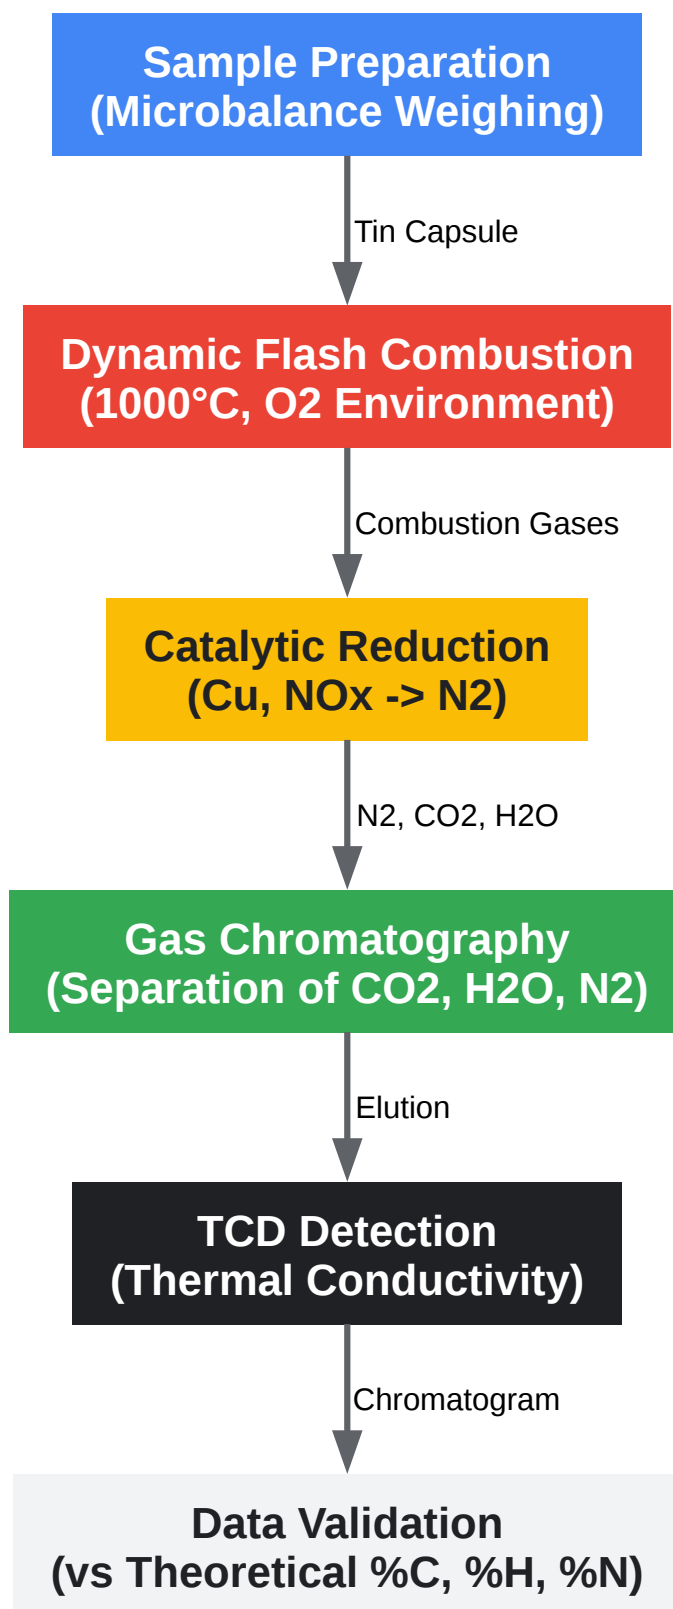 Sample Preparation
(Microbalance Weighing)
Tin Capsule
Dynamic Flash Combustion
(1000°C, O2 Environment)
Combustion Gases
Catalytic Reduction
(Cu, NOx -> N2)
N2, CO2, H2O
Gas Chromatography
(Separation of CO2, H2O, N2)
Elution
TCD Detection
(Thermal Conductivity)
Chromatogram
Data Validation
(vs Theoretical %C, %H, %N)